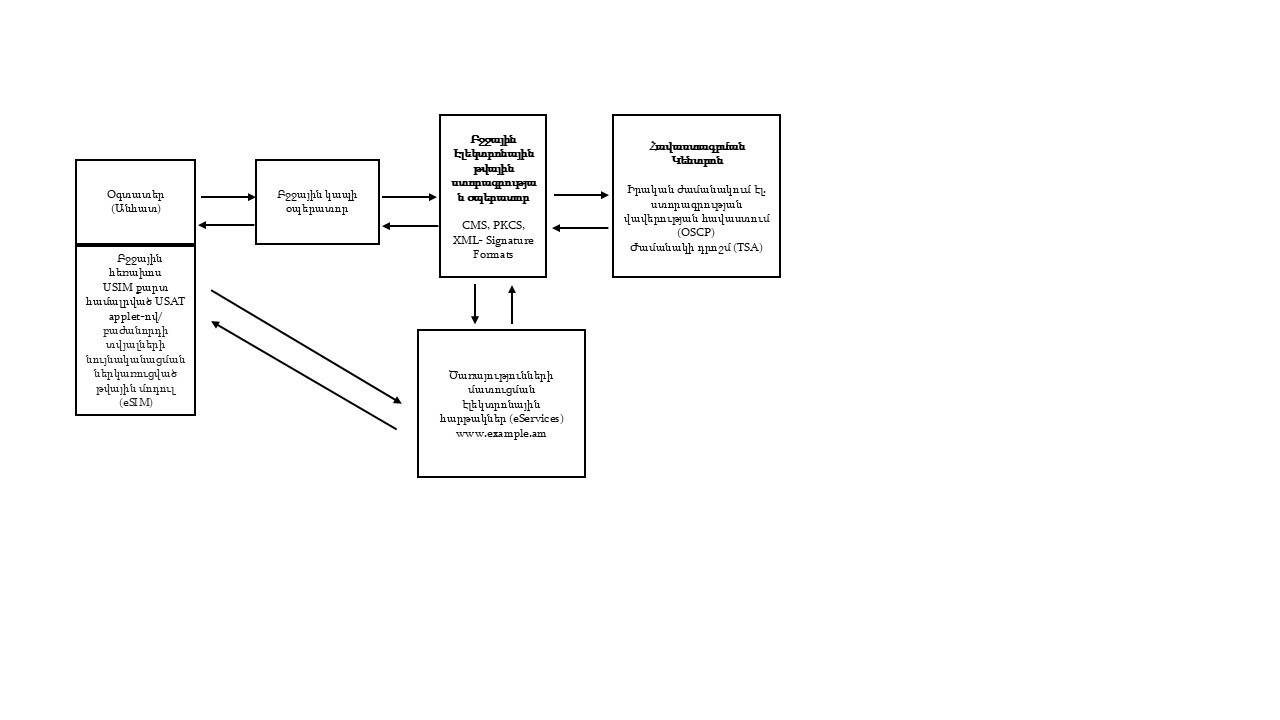 Օգտատեր
(Անհատ)
Բջջային
հեռախոս
USIM քարտ
համալրված USAT
applet-ով/
բաժանորդի
տվյալների
նույնականացման
ներկառուցված
թվային մոդուլ
(eSIM)
Բջջային կապի
օպերատոր
Բջջային
Էլեկտրոնային
թվային
ստորագրությա
ն օպերատոր
CMS, PKCS,
XML- Signature
Formats
Հավաստագրման
Կենտրոն
Իրական ժամանակում էլ.
ստորագրության
վավերության հավաստում
(OSCP)
Ժամանակի դրոշմ (TSA)
Ծառայությունների
մատուցման
էլեկտրոնային
հարթակներ (eServices)
www.example.am